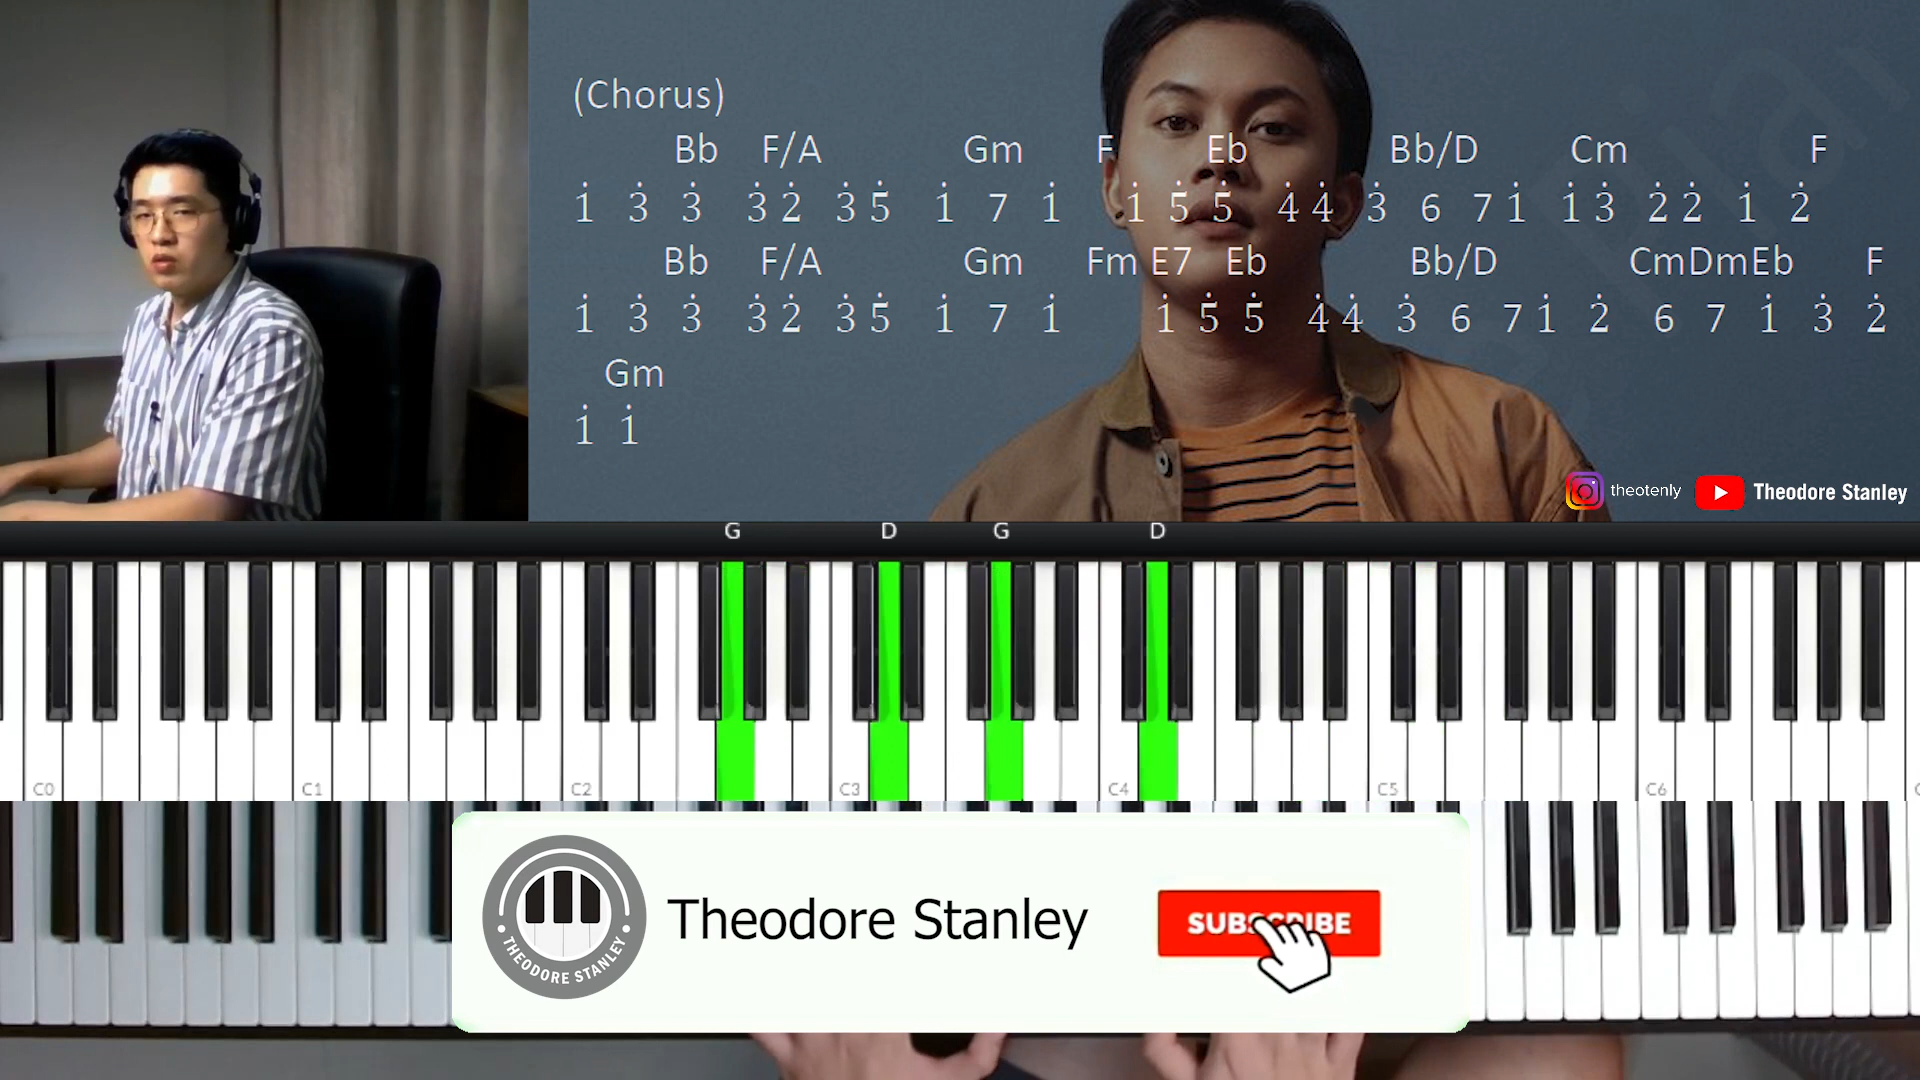 (Chorus)
Bb F/A Gm F Eb Bb/D Cm F
1̇ 3̇ 3̇ 3̇ 2̇ 3̇ 5̇ 1̇ 7 1̇ 1̇ 5̇ 5̇ 4̇ 4̇ 3̇ 6 7 1̇ 1̇ 3̇ 2̇ 2̇ 1̇ 2̇
Bb F/A Gm Fm E7 Eb Bb/D CmDmEb F
1̇ 3̇ 3̇ 3̇ 2̇ 3̇ 5̇ 1̇ 7 1̇ 1̇ 5̇ 5̇ 4̇ 4̇ 3̇ 6 7 1̇ 2̇ 6 7 1̇ 3̇ 2̇
Gm
1̇ 1̇
theotenly Theodore Stanley
G D G D
C0 C1 C2 C3 C4 C5 C6
THEODORE STANLEY
Theodore Stanley
SUBSCRIBE